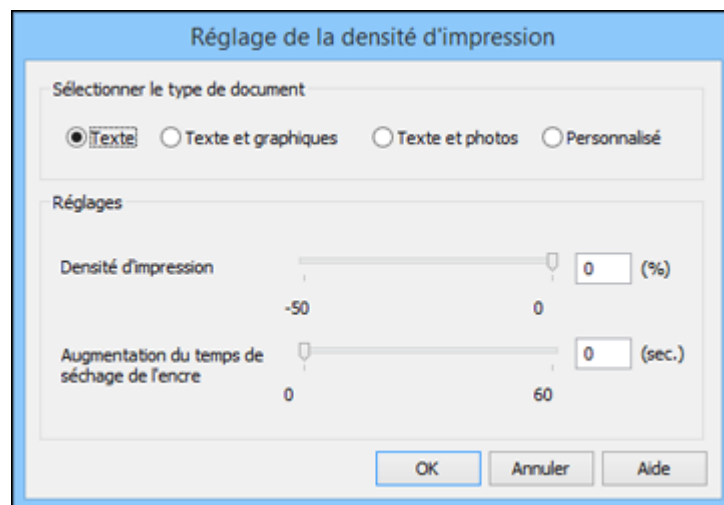 Réglage de la densité d'impression
Sélectionner le type de document
Texte Texte et graphiques Texte et photos Personnalisé
Réglages
Densité d'impression 0 (%)
-50 0
Augmentation du temps de séchage de l'encre 0 (sec.)
0 60
OK Annuler Aide